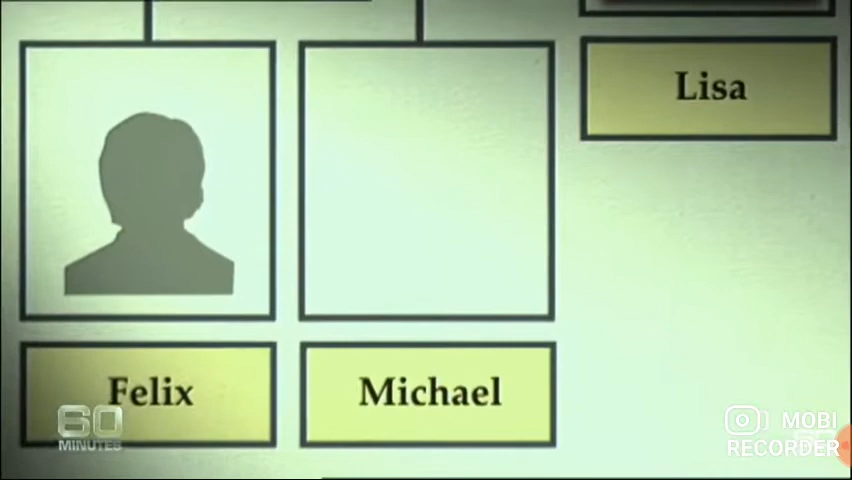 Lisa
Felix
Michael
60
MINUTES
MOBI
RECORDER